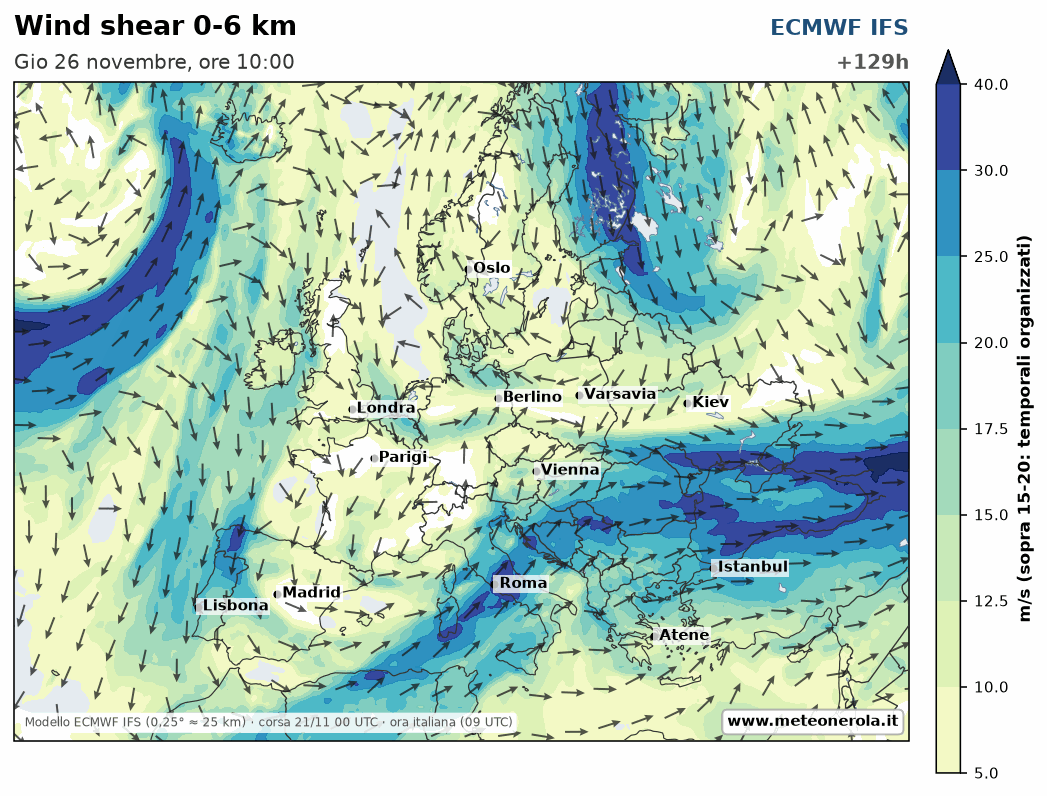 Wind shear 0-6 km
ECMWF IFS
Gio 26 novembre, ore 10:00
+129h
Oslo
Londra
Berlino
Varsavia
Kiev
Parigi
Vienna
Istanbul
Roma
Madrid
Lisbona
Atene
Modello ECMWF IFS (0,25° ≈ 25 km) · corsa 21/11 00 UTC · ora italiana (09 UTC)
www.meteonerola.it
40.0
30.0
25.0
20.0
17.5
15.0
12.5
10.0
5.0
m/s (sopra 15-20: temporali organizzati)